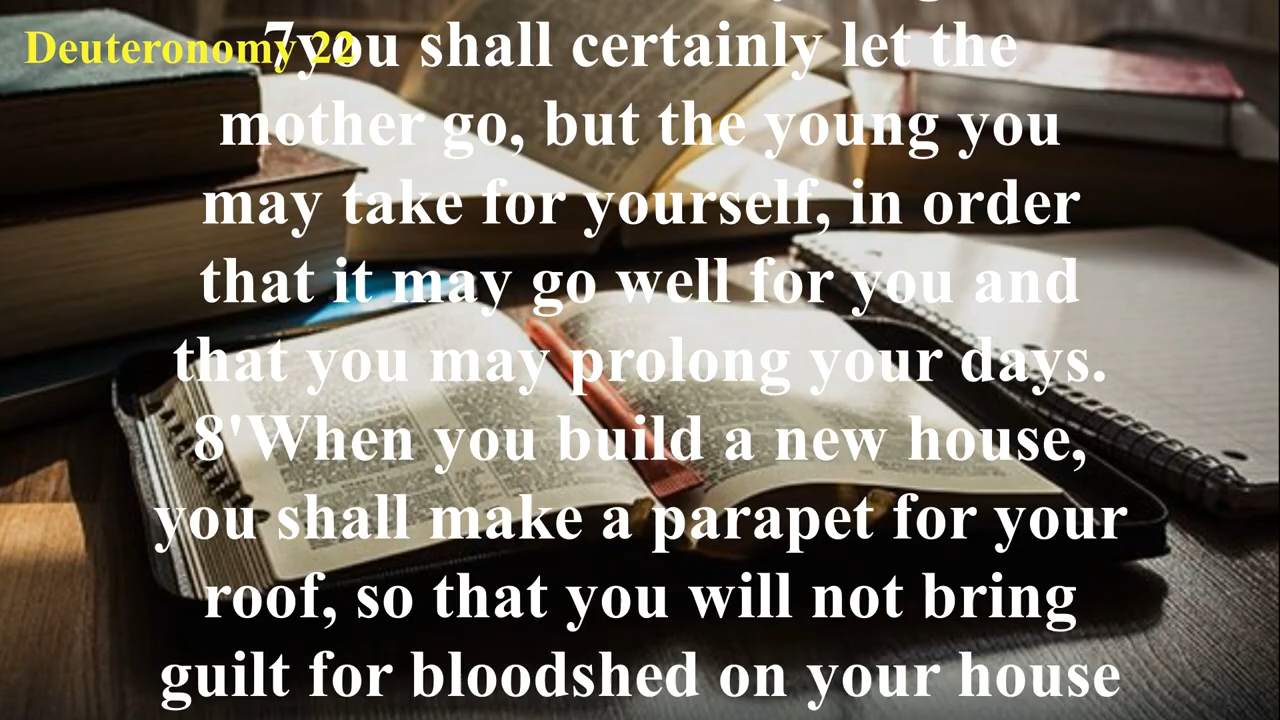 Deuteronomy 22
7you shall certainly let the
mother go, but the young you
may take for yourself, in order
that it may go well for you and
that you may prolong your days.
8'When you build a new house,
you shall make a parapet for your
roof, so that you will not bring
guilt for bloodshed on your house